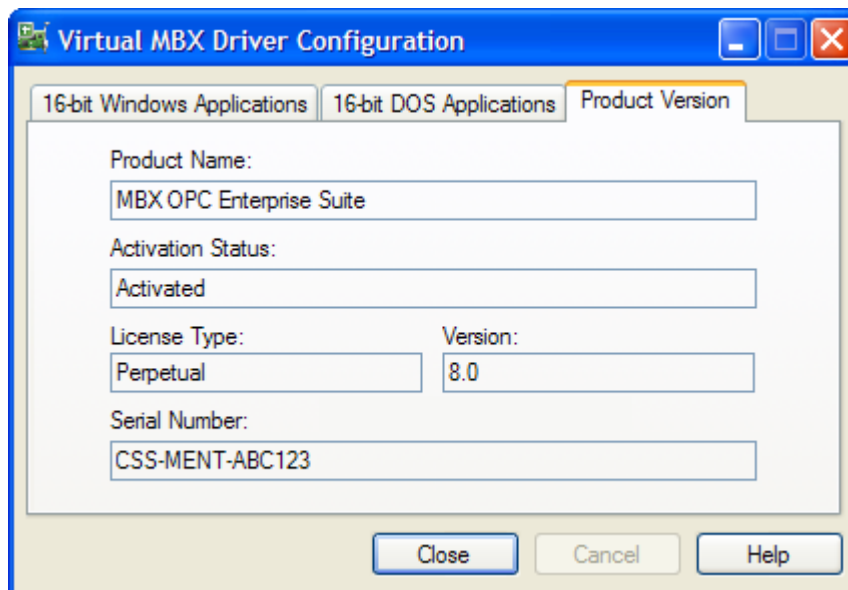 Virtual MBX Driver Configuration
16-bit Windows Applications 16-bit DOS Applications Product Version
Product Name:
MBX OPC Enterprise Suite
Activation Status:
Activated
License Type: Version:
Perpetual 8.0
Serial Number:
CSS-MENT-ABC123
Close Cancel Help